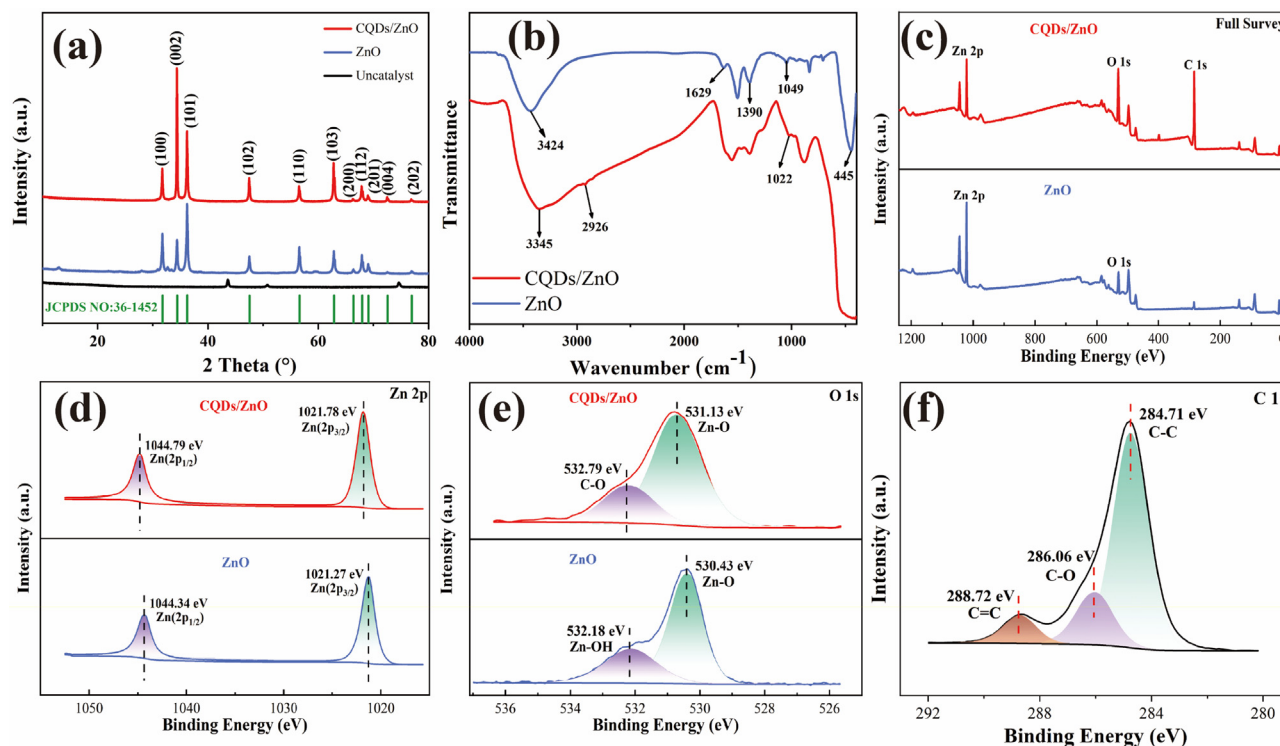 (a)
CQDs/ZnO
ZnO
Uncatalyst
(100)
(002)
(101)
(102)
(110)
(103)
(200)
(112)
(201)
(004)
(202)
JCPDS NO:36-1452
20
40
60
80
2 Theta (°)
Intensity (a.u.)
(b)
3424
1629
1390
1049
445
3345
2926
1022
CQDs/ZnO
ZnO
4000
3000
2000
1000
Wavenumber (cm-1)
Transmittance
(c)
Full Survey
CQDs/ZnO
Zn 2p
O 1s
C 1s
ZnO
Zn 2p
O 1s
1200
1000
800
600
400
200
Binding Energy (eV)
Intensity (a.u.)
(d)
Zn 2p
CQDs/ZnO
1021.78 eV
Zn(2p3/2)
1044.79 eV
Zn(2p1/2)
ZnO
1021.27 eV
Zn(2p3/2)
1044.34 eV
Zn(2p1/2)
1050
1040
1030
1020
Binding Energy (eV)
Intensity (a.u.)
(e)
O 1s
CQDs/ZnO
531.13 eV
Zn-O
532.79 eV
C-O
ZnO
530.43 eV
Zn-O
532.18 eV
Zn-OH
536
534
532
530
528
526
Binding Energy (eV)
Intensity (a.u.)
(f)
C 1
284.71 eV
C-C
286.06 eV
C-O
288.72 eV
C=C
292
288
284
280
Binding Energy (eV)
Intensity (a.u.)